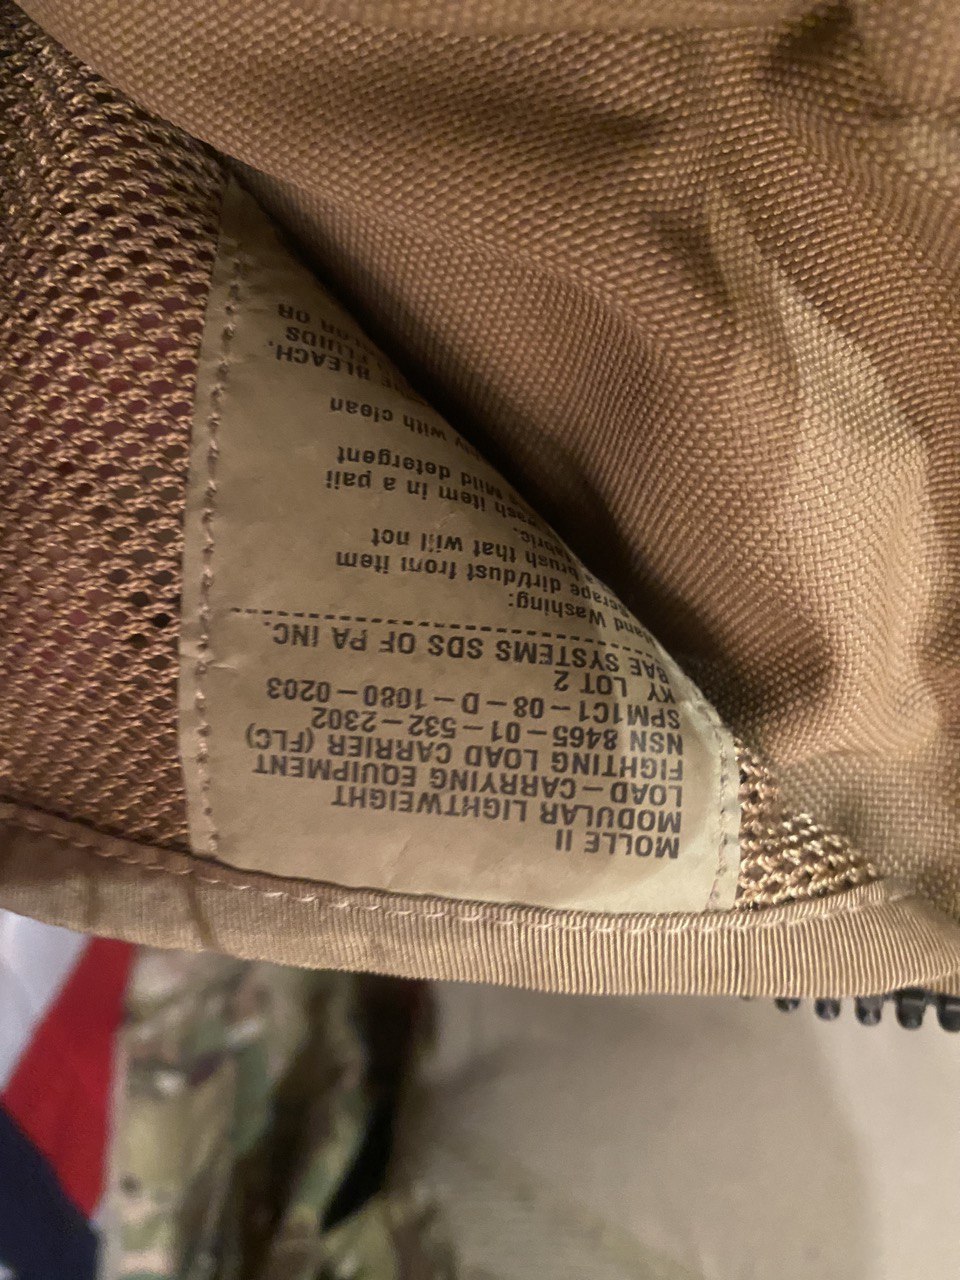 MOLLE II
MODULAR LIGHTWEIGHT
LOAD-CARRYING EQUIPMENT
FIGHTING LOAD CARRIER (FLC)
NSN 8465-01-532-2302
SPM1C1-08-D-1080-0203
KY LOT 2
BAE SYSTEMS SDS OF PA INC.
Hand Washing:
scrape dirt/dust from item
brush that will not
fabric.
item in a pail
Mild detergent
with clean
BLEACH,
FLUIDS
OR